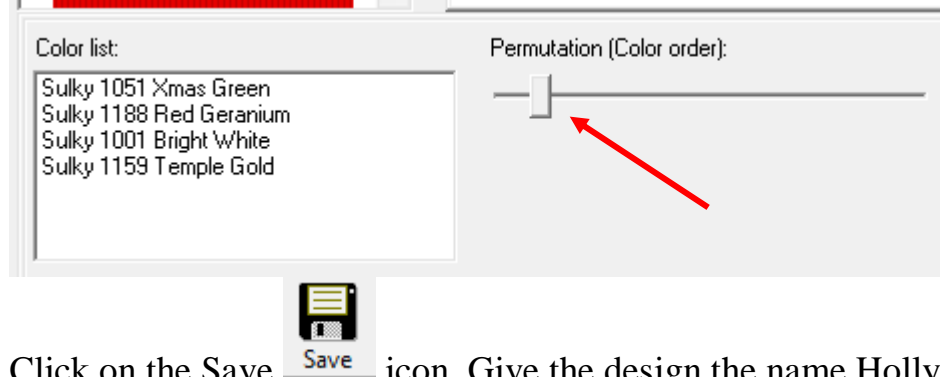 Color list:
Permutation (Color order):
Sulky 1051 Xmas Green
Sulky 1188 Red Geranium
Sulky 1001 Bright White
Sulky 1159 Temple Gold
Click on the Save Save icon. Give the design the name Holly